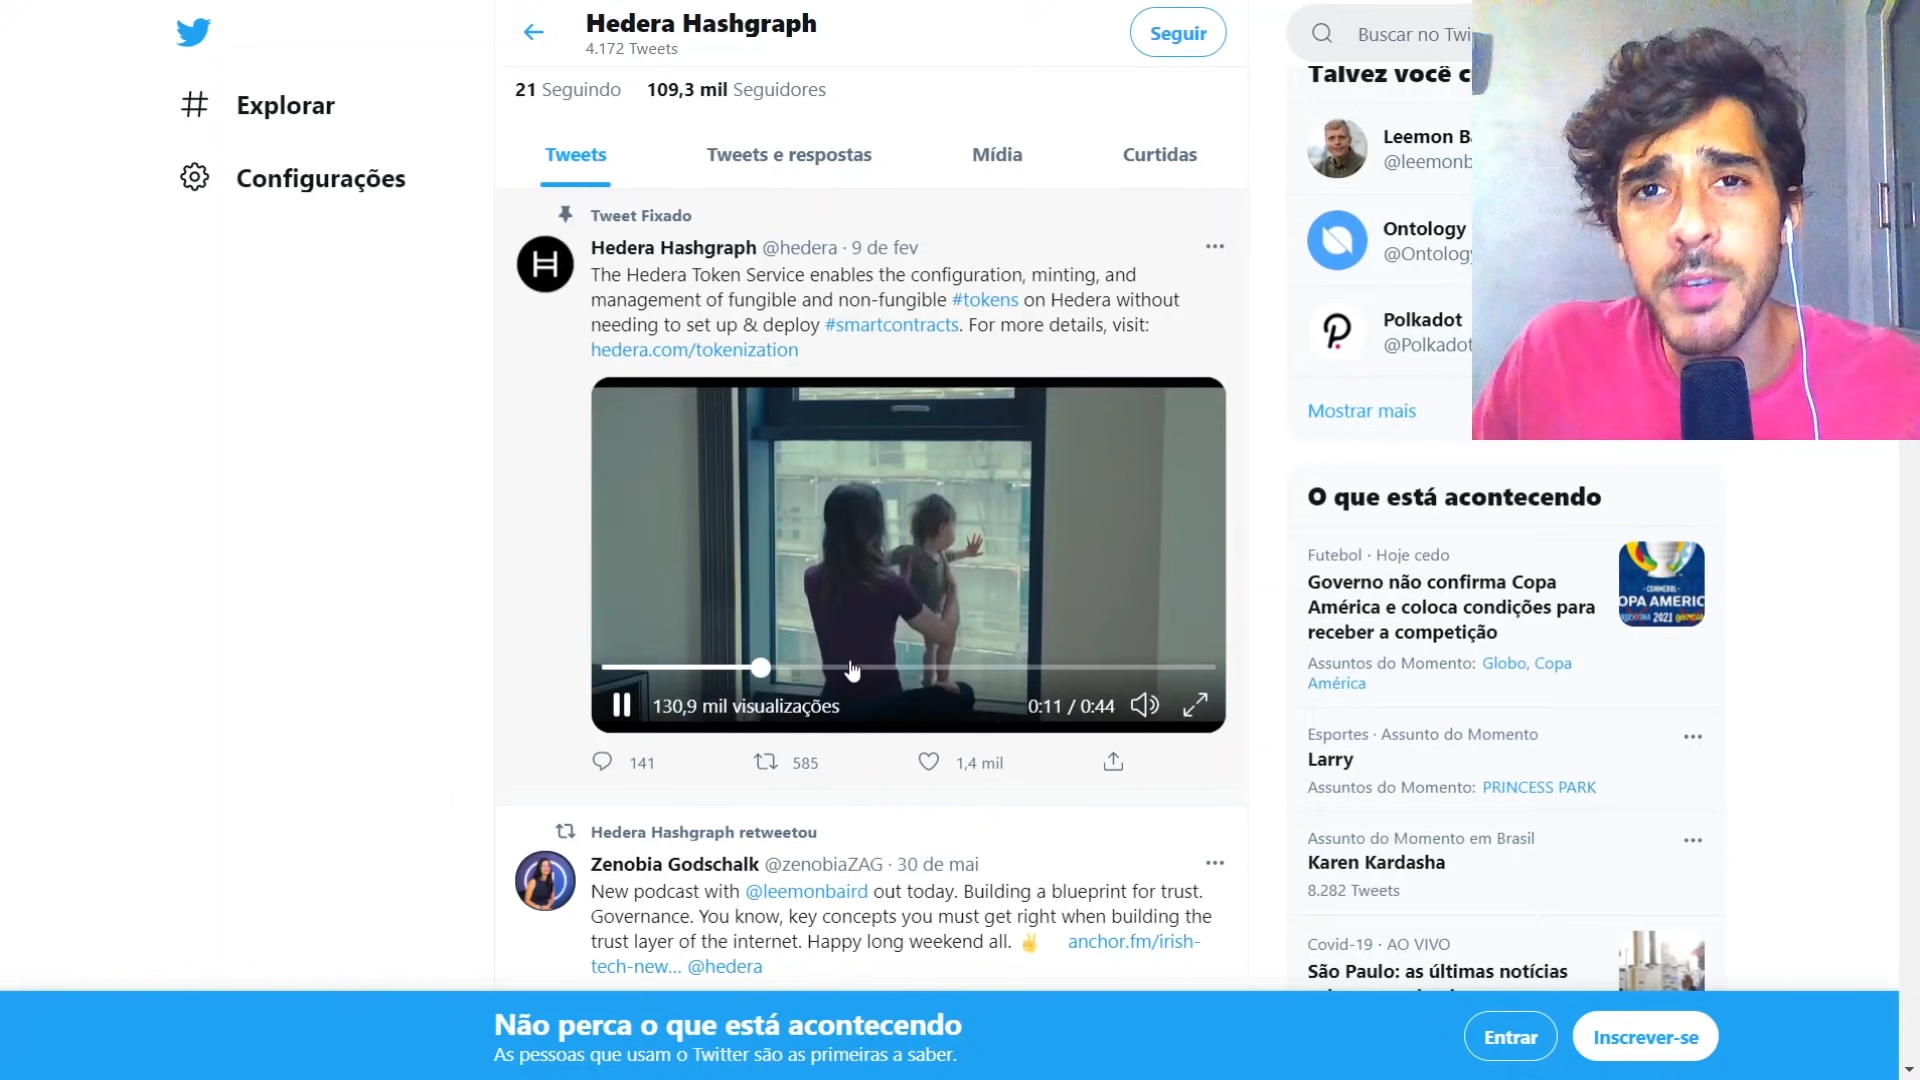 Explorar
Configurações
Hedera Hashgraph
4.172 Tweets
Seguir
21 Seguindo 109,3 mil Seguidores
Tweets Tweets e respostas Mídia Curtidas
Tweet Fixado
Hedera Hashgraph @hedera · 9 de fev
The Hedera Token Service enables the configuration, minting, and
management of fungible and non-fungible #tokens on Hedera without
needing to set up & deploy #smartcontracts. For more details, visit:
hedera.com/tokenization
130,9 mil visualizações 0:11 / 0:44
141 585 1,4 mil
Hedera Hashgraph retweetou
Zenobia Godschalk @zenobiaZAG · 30 de mai
New podcast with @leemonbaird out today. Building a blueprint for trust.
Governance. You know, key concepts you must get right when building the
trust layer of the internet. Happy long weekend all. ✌ anchor.fm/irish-
tech-new... @hedera
Buscar no Twi
Talvez você c
Leemon B
@leemonb
Ontology
@Ontology
Polkadot
@Polkadot
Mostrar mais
O que está acontecendo
Futebol · Hoje cedo
Governo não confirma Copa
América e coloca condições para
receber a competição
Assuntos do Momento: Globo, Copa
América
CONMEBOL
OPA AMERIC
2021
Esportes · Assunto do Momento
Larry
Assuntos do Momento: PRINCESS PARK
Assunto do Momento em Brasil
Karen Kardasha
8.282 Tweets
Covid-19 · AO VIVO
São Paulo: as últimas notícias
Não perca o que está acontecendo
As pessoas que usam o Twitter são as primeiras a saber.
Entrar
Inscrever-se